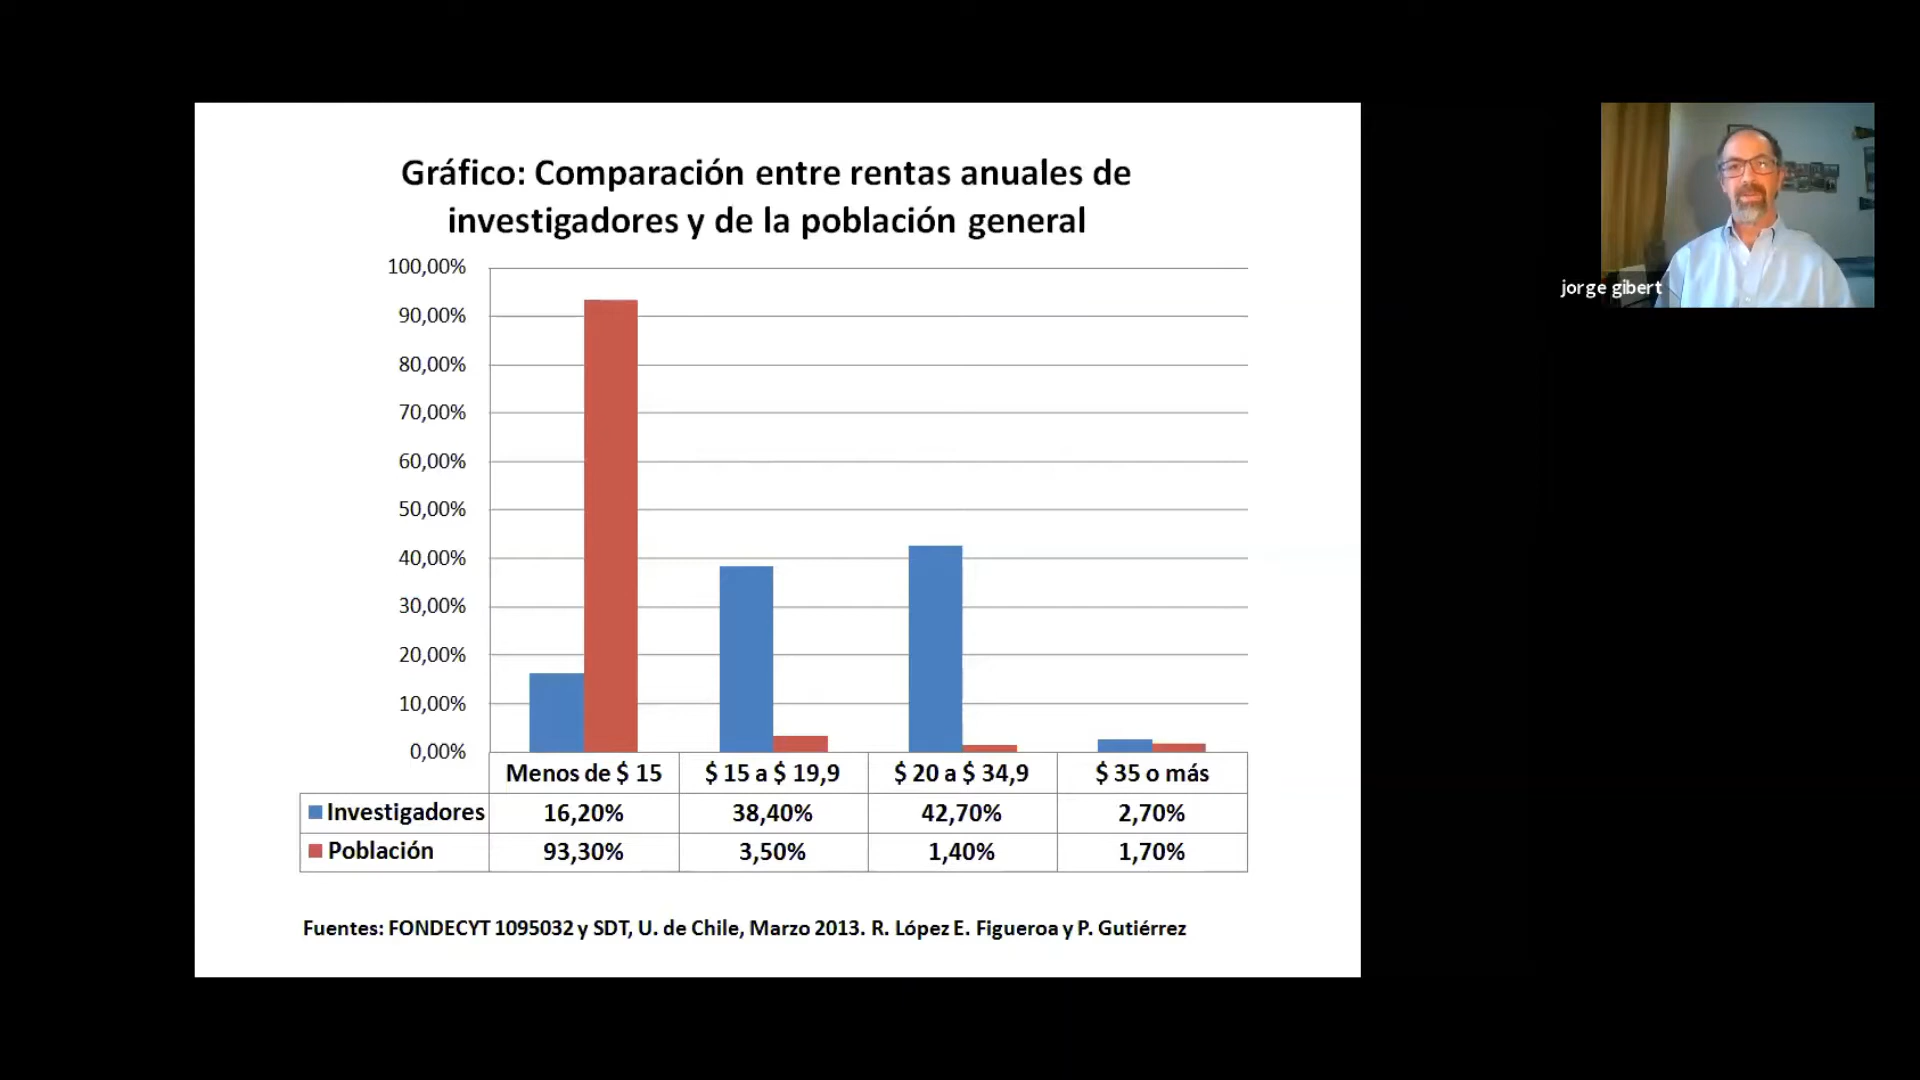 Gráfico: Comparación entre rentas anuales de
investigadores y de la población general
100,00%
90,00%
80,00%
70,00%
60,00%
50,00%
40,00%
30,00%
20,00%
10,00%
0,00%
Menos de $ 15 $ 15 a $ 19,9 $ 20 a $ 34,9 $ 35 o más
Investigadores 16,20% 38,40% 42,70% 2,70%
Población 93,30% 3,50% 1,40% 1,70%
Fuentes: FONDECYT 1095032 y SDT, U. de Chile, Marzo 2013. R. López E. Figueroa y P. Gutiérrez
jorge gibert